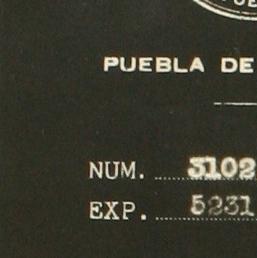 PUEBLA DE
NUM. 3102
EXP. 5231